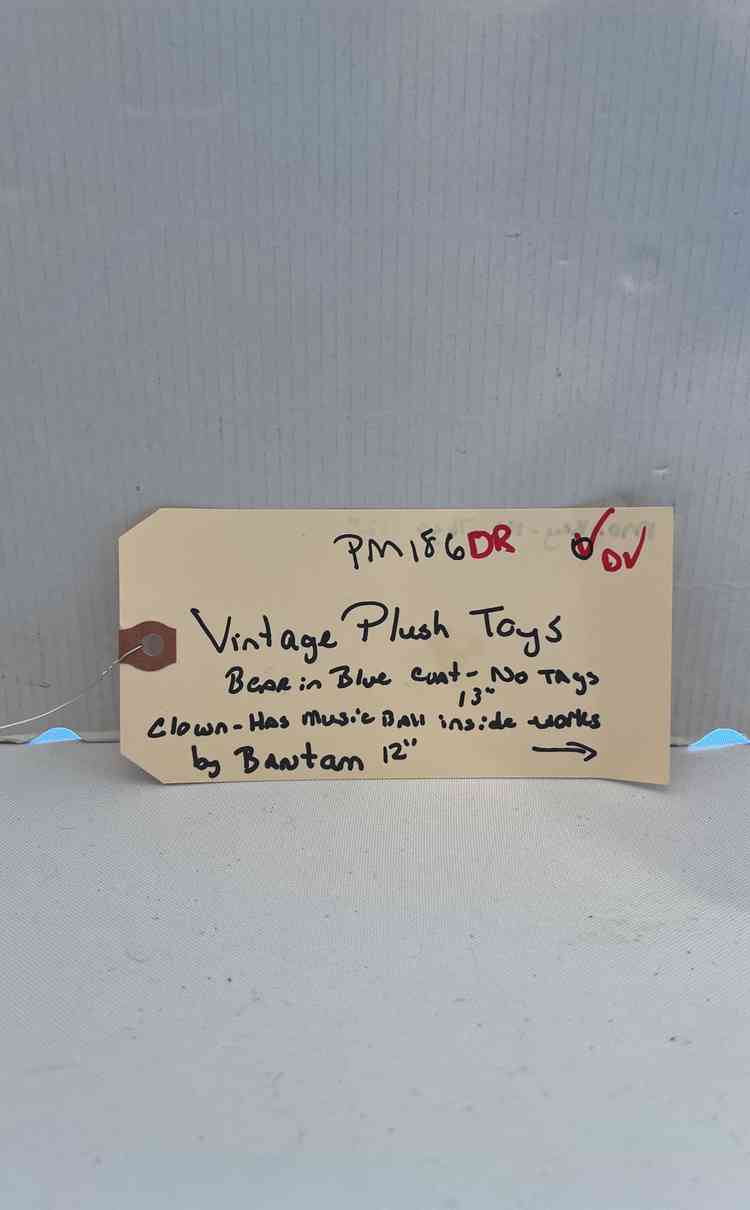 PM186DR DV
Vintage Plush Toys
Bear in Blue Coat - No Tags
13"
Clown - Has Music Ball inside works
by Bantam 12" →